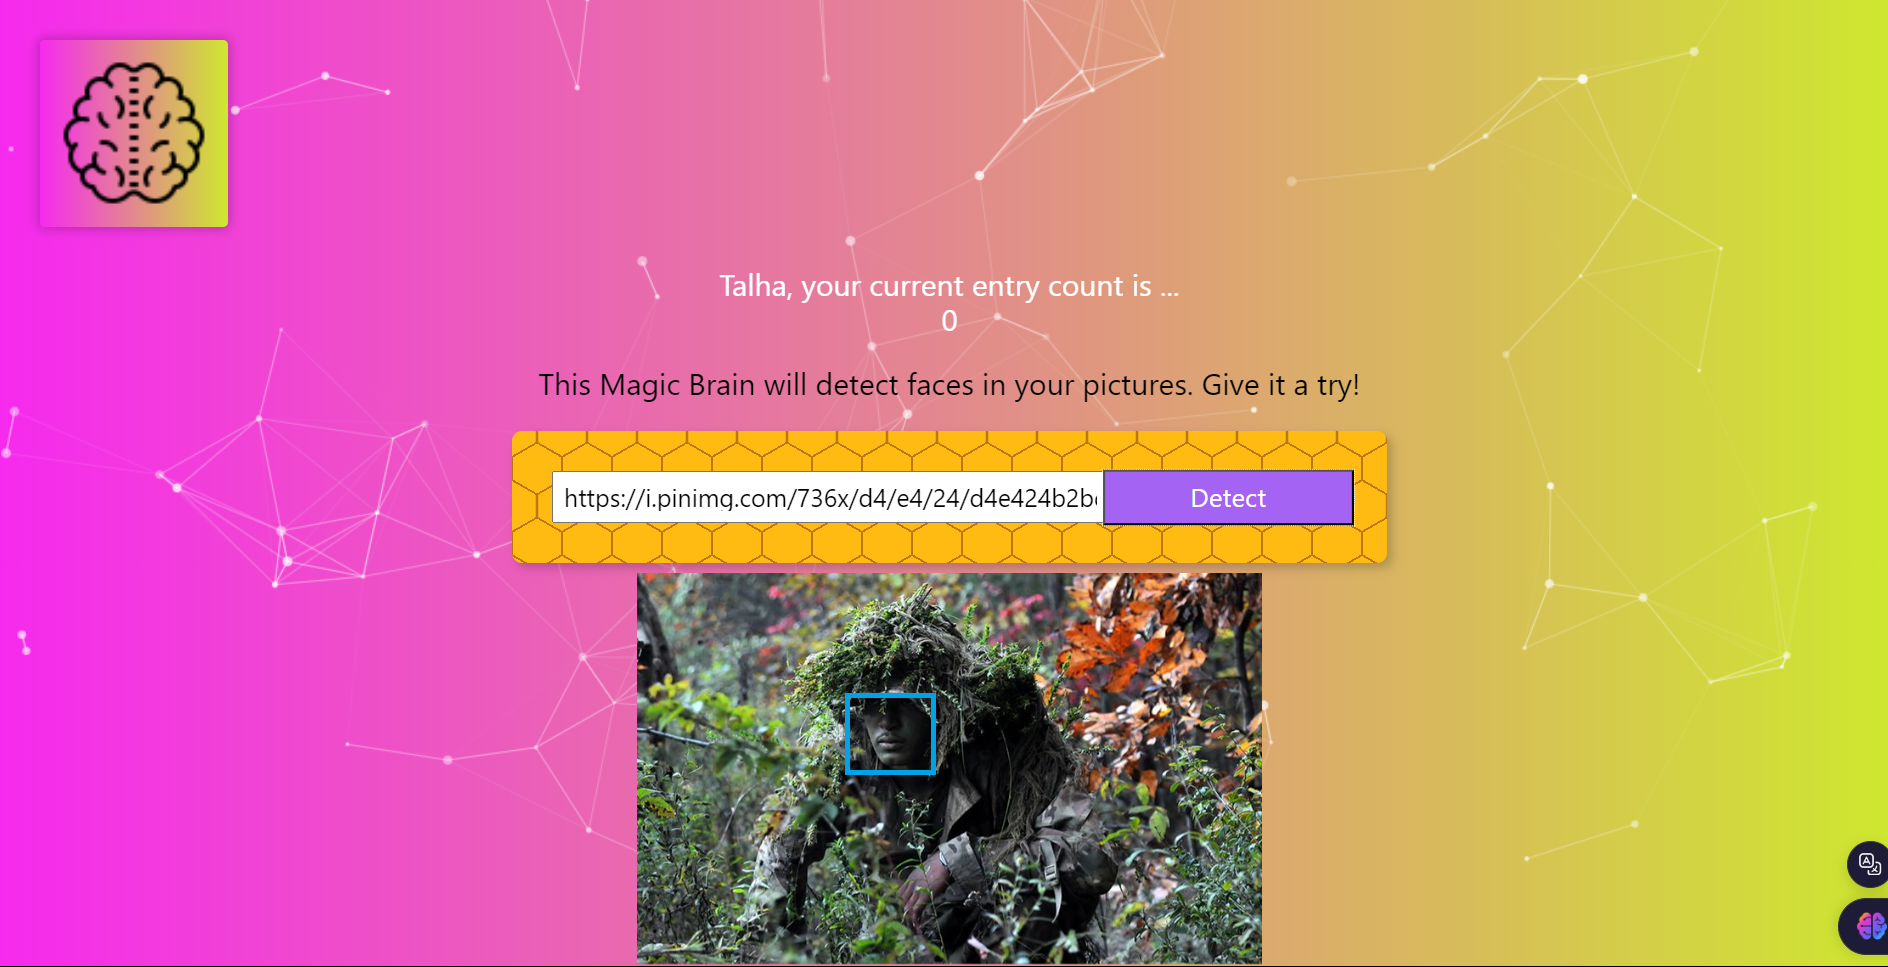 Talha, your current entry count is ...
0
This Magic Brain will detect faces in your pictures. Give it a try!
https://i.pinimg.com/736x/d4/e4/24/d4e424b2b
Detect